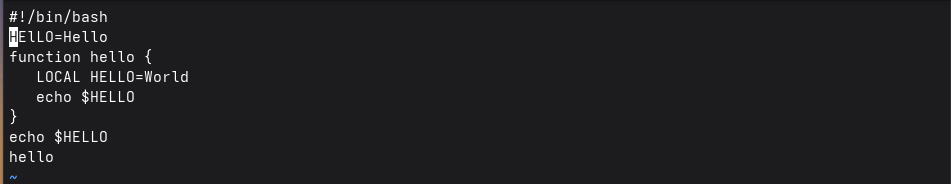 #!/bin/bash
HElLO=Hello
function hello {
   LOCAL HELLO=World
   echo $HELLO
}
echo $HELLO
hello
~